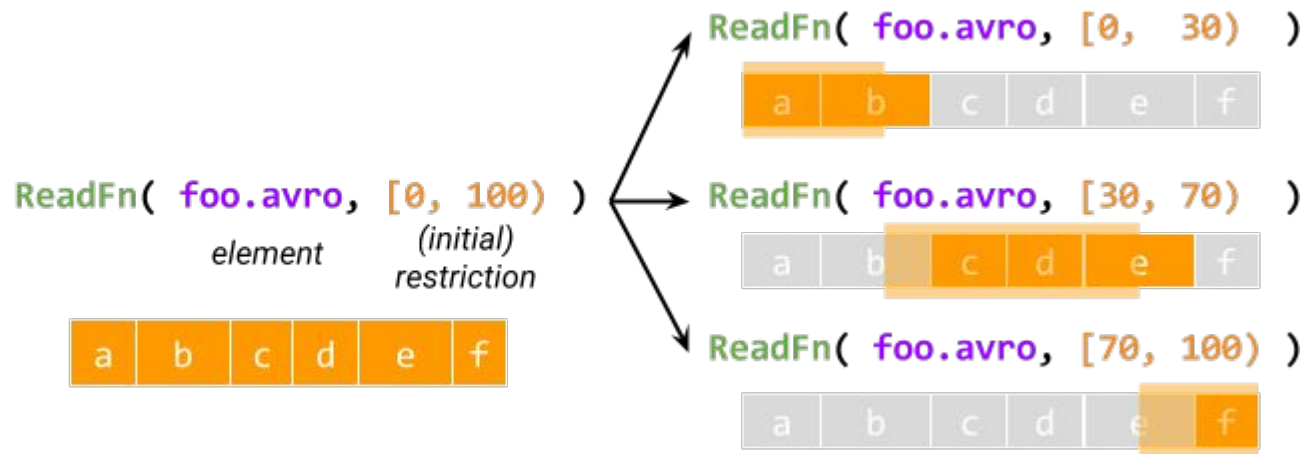 ReadFn( foo.avro, [0, 100) )
element
(initial)
restriction
a b c d e f
ReadFn( foo.avro, [0, 30) )
a b c d e f
ReadFn( foo.avro, [30, 70) )
a b c d e f
ReadFn( foo.avro, [70, 100) )
a b c d e f